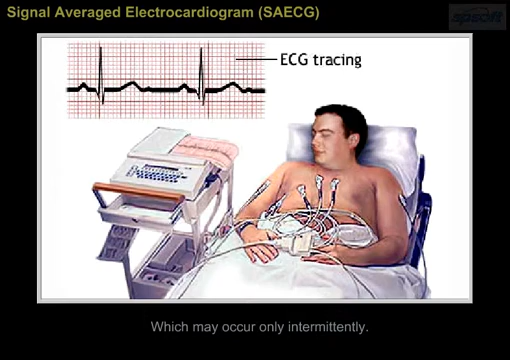 Signal Averaged Electrocardiogram (SAECG)
ECG tracing
Which may occur only intermittently.